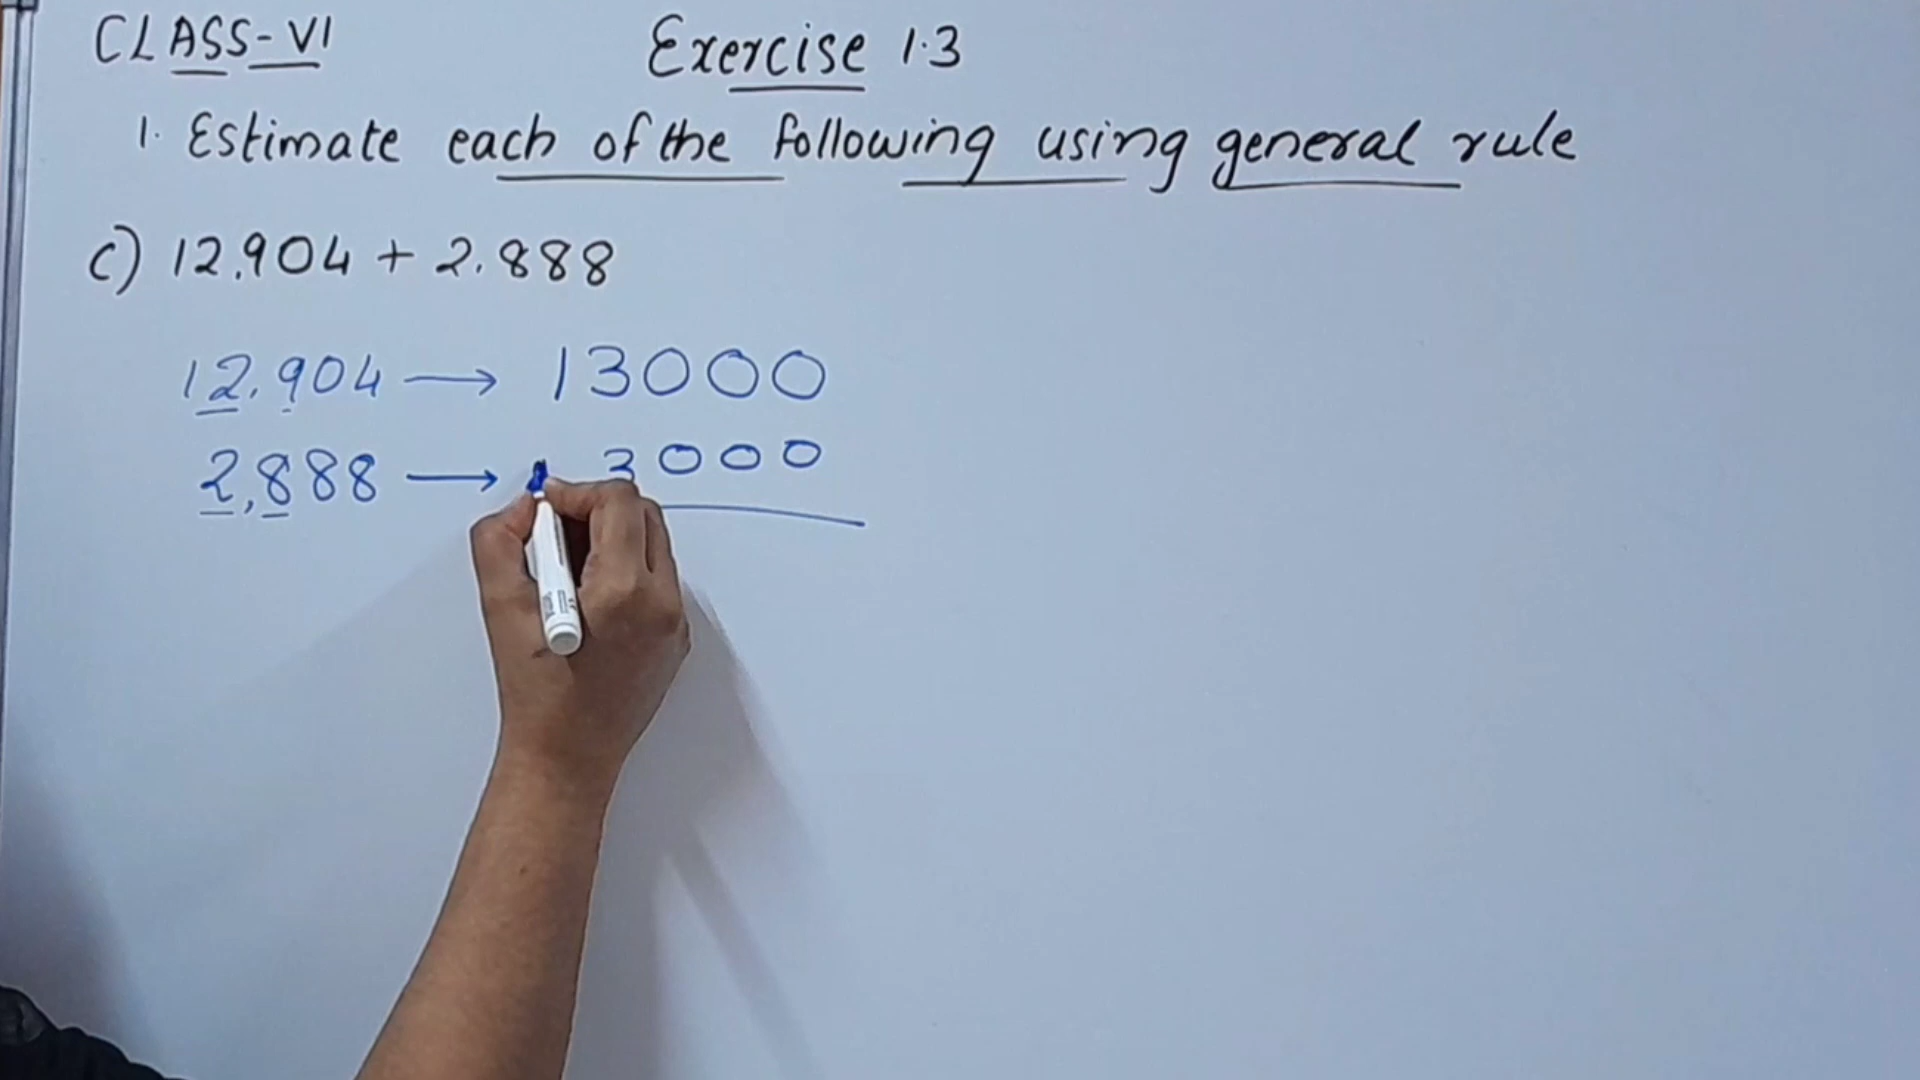 CLASS-VI
Exercise 1.3
1. Estimate each of the following using general rule
c) 12,904 + 2,888
12,904 → 13000
2,888 → 3000